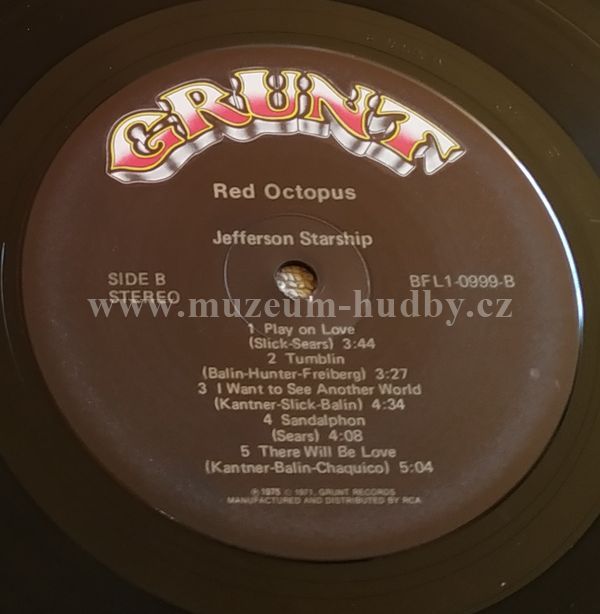 GRUNT
Red Octopus
Jefferson Starship
SIDE B
STEREO
BFL1-0999-B
www.muzeum-hudby.cz
1 Play on Love
(Slick-Sears) 3:44
2 Tumblin
(Balin-Hunter-Freiberg) 3:27
3 I Want to See Another World
(Kantner-Slick-Balin) 4:34
4 Sandalphon
(Sears) 4:08
5 There Will Be Love
(Kantner-Balin-Chaquico) 5:04
℗ 1975 © 1971, GRUNT RECORDS
MANUFACTURED AND DISTRIBUTED BY RCA